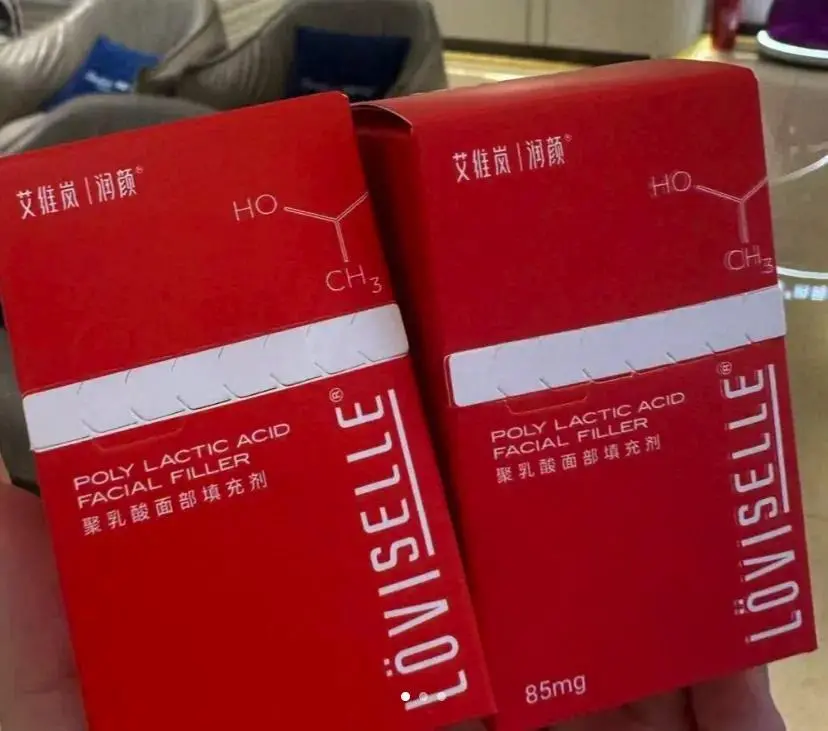 艾维岚|润颜®
HO
CH3
POLY LACTIC ACID
FACIAL FILLER
聚乳酸面部填充剂
LÖVISELLE®
艾维岚|润颜®
HO
CH3
POLY LACTIC ACID
FACIAL FILLER
聚乳酸面部填充剂
LÖVISELLE®
85mg